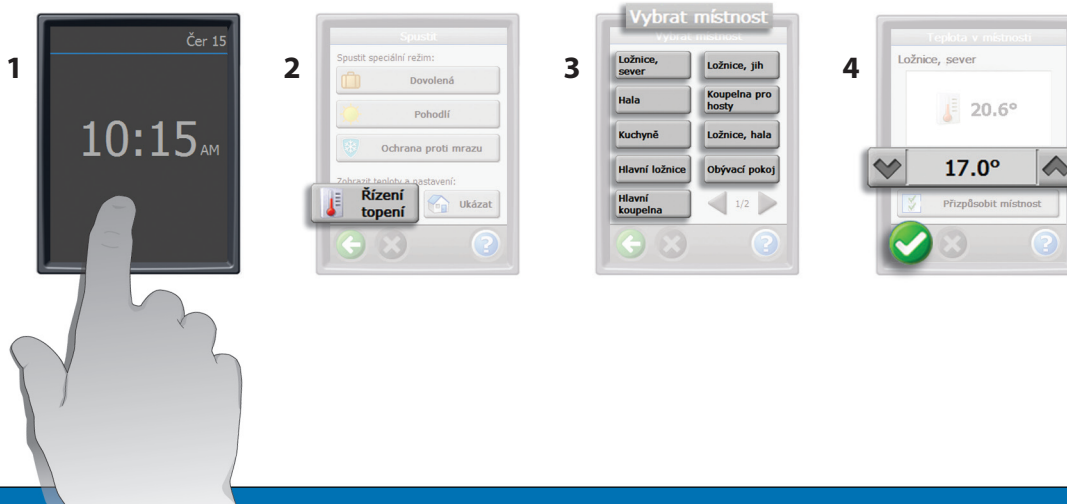 1
Čer 15
10:15 AM
2
Spustit
Spustit speciální režim:
Dovolená
Pohodlí
Ochrana proti mrazu
Zobrazit teploty a nastavení:
Řízení
topení
Ukázat
3
Vybrat místnost
Vybrat místnost
Ložnice,
sever
Ložnice, jih
Hala
Koupelna pro
hosty
Kuchyně
Ložnice, hala
Hlavní ložnice
Obývací pokoj
Hlavní
koupelna
1/2
?
4
Teplota v místnosti
Ložnice, sever
20.6°
17.0°
Přizpůsobit místnost
?